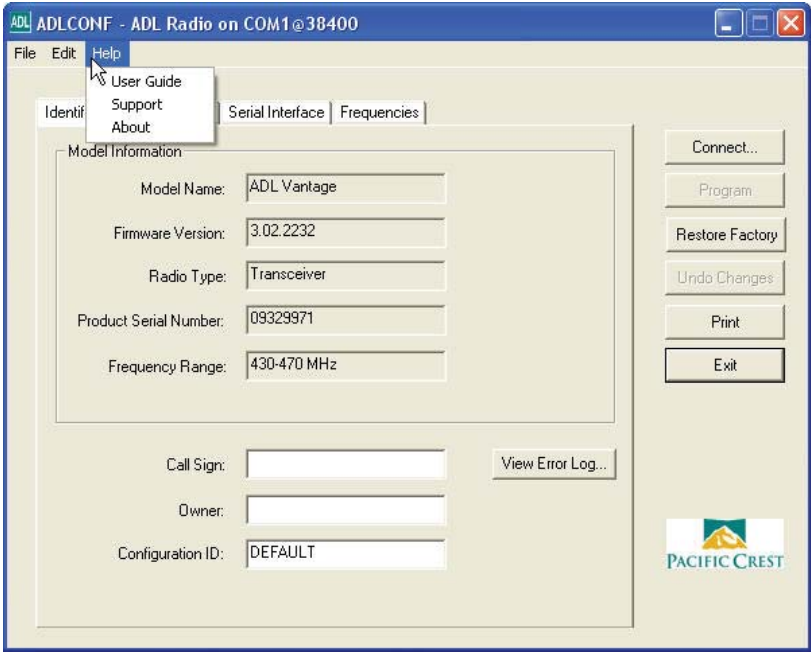 ADL ADLCONF - ADL Radio on COM1@38400
File Edit Help
User Guide
Support
About
Identif
Serial Interface
Frequencies
Model Information
Model Name: ADL Vantage
Firmware Version: 3.02.2232
Radio Type: Transceiver
Product Serial Number: 09329971
Frequency Range: 430-470 MHz
Call Sign:
View Error Log...
Owner:
Configuration ID: DEFAULT
Connect...
Program
Restore Factory
Undo Changes
Print
Exit
PACIFIC CREST